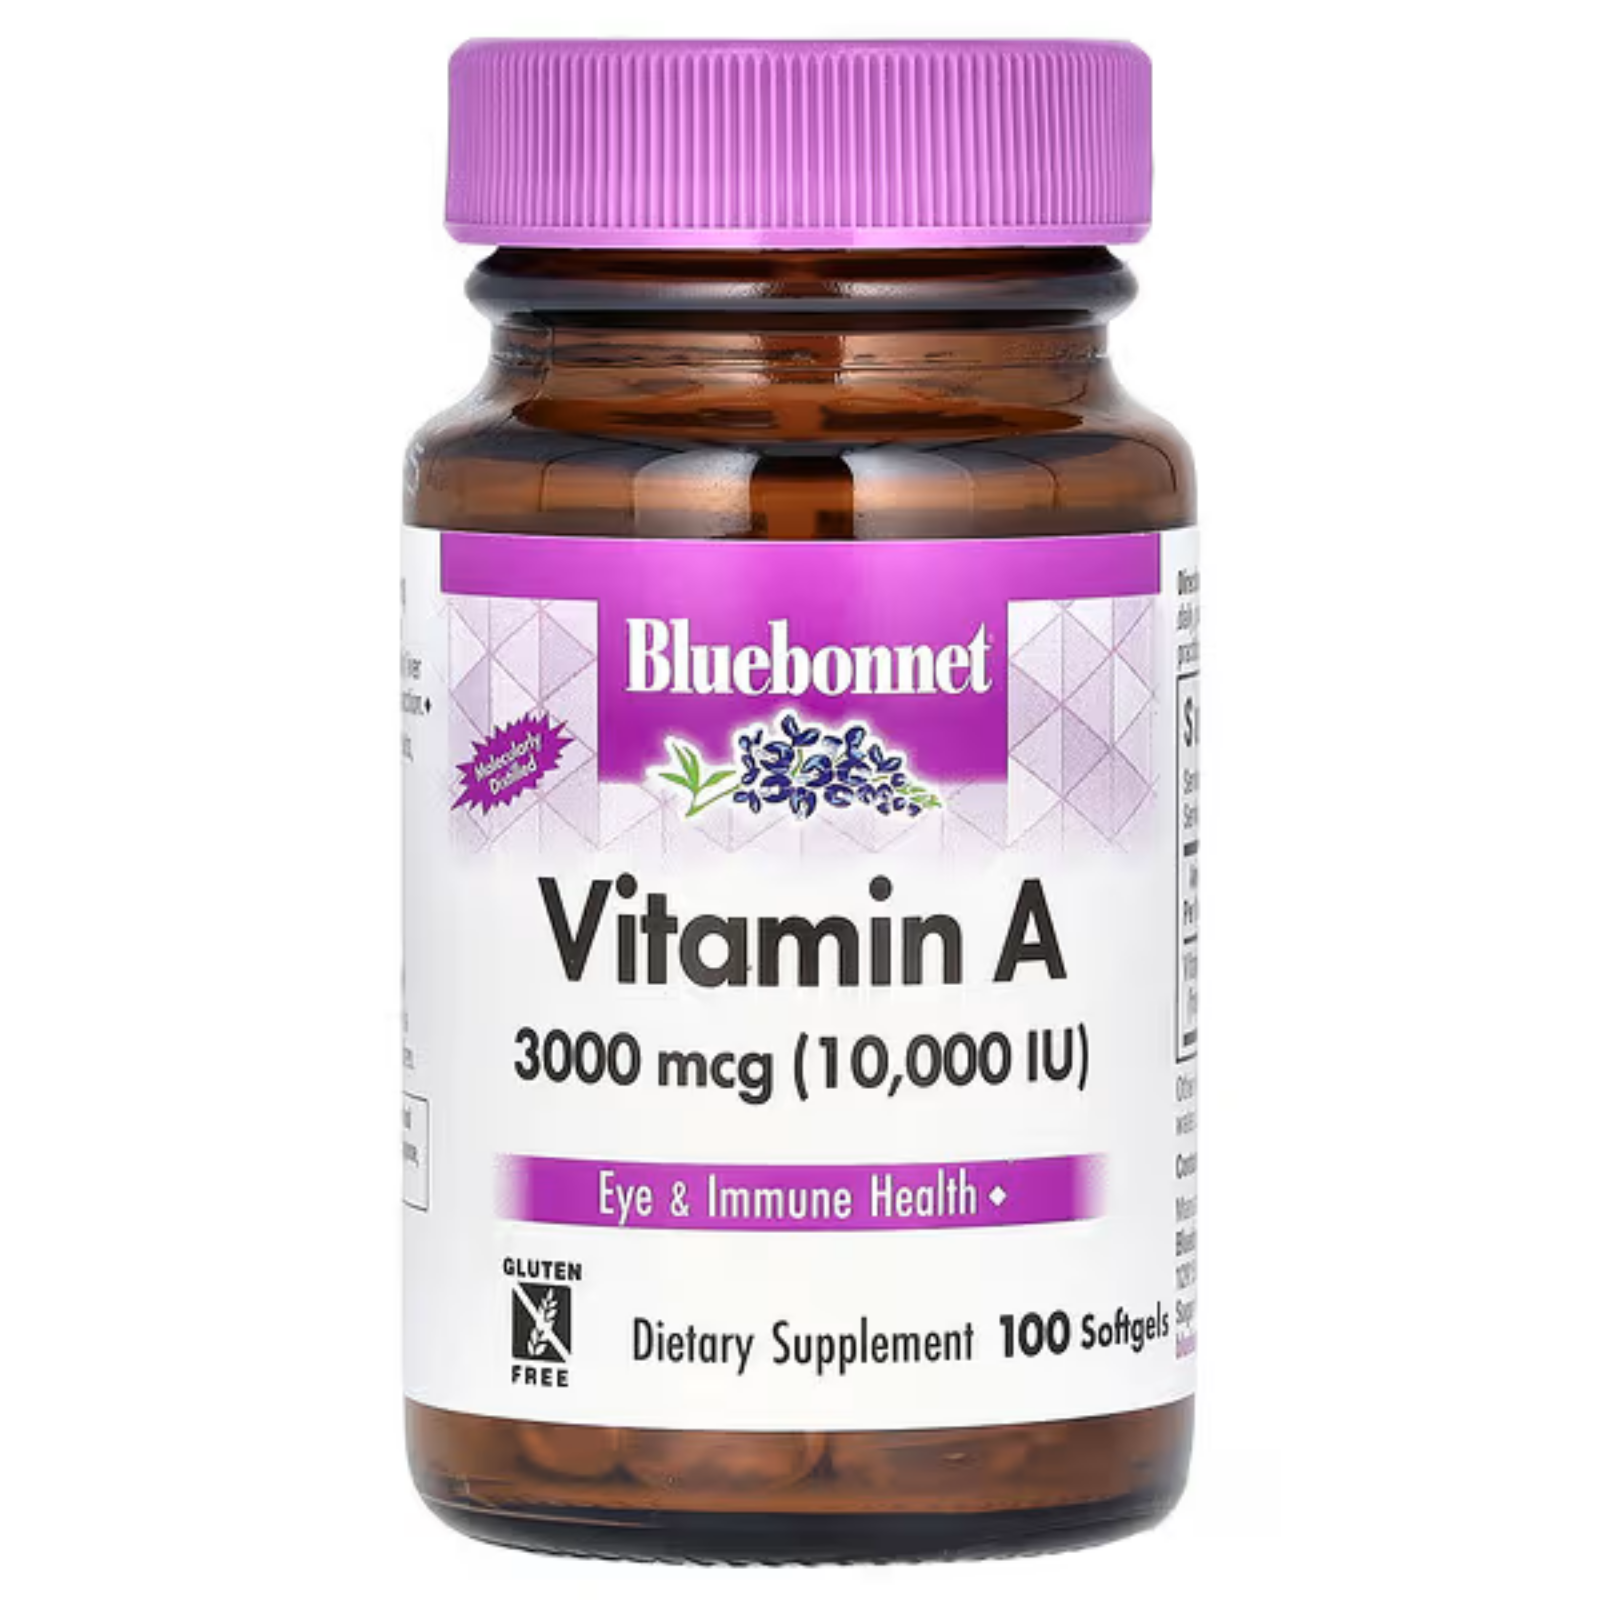 Bluebonnet
Molecularly
Distilled
Vitamin A
3000 mcg (10,000 IU)
Eye & Immune Health
GLUTEN
FREE
Dietary Supplement 100 Softgels